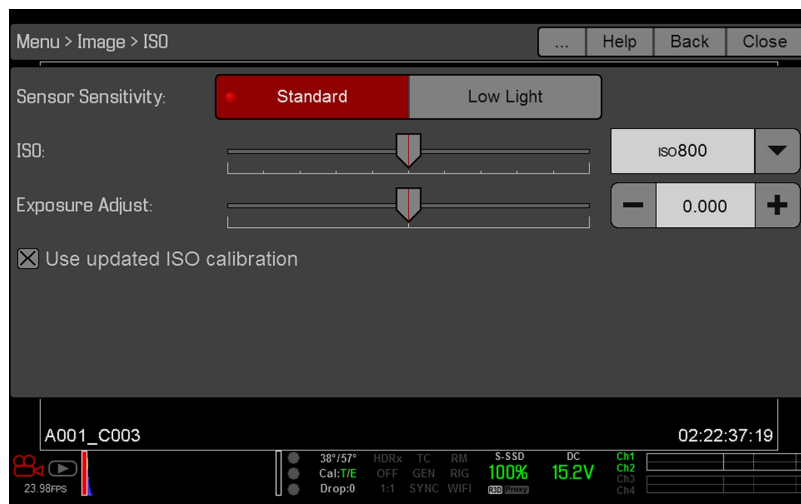 Menu > Image > ISO
...
Help
Back
Close
Sensor Sensitivity:
Standard
Low Light
ISO:
ISO800
Exposure Adjust:
0.000
Use updated ISO calibration
A001_C003
02:22:37:19
23.98FPS
38°/57° HDRx TC RM S-SSD DC Ch1
Cal:T/E OFF GEN RIG 100% 15.2V Ch2
Drop:0 1:1 SYNC WIFI R3D Proxy Ch3
Ch4